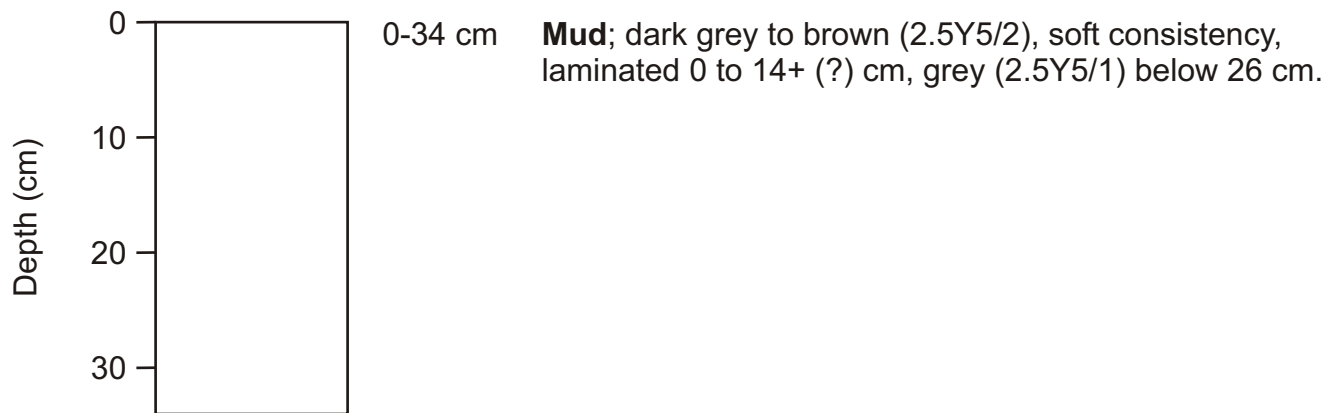 0
10
20
30
Depth (cm)
0-34 cm Mud; dark grey to brown (2.5Y5/2), soft consistency,
laminated 0 to 14+ (?) cm, grey (2.5Y5/1) below 26 cm.